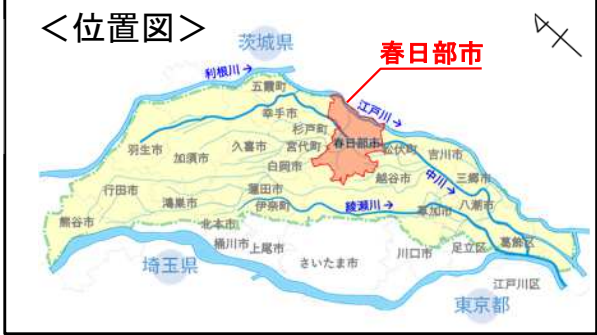 ＜位置図＞
茨城県
春日部市
利根川→
五霞町
江戸川→
幸手市
杉戸町
羽生市
加須市
久喜市
宮代町
春日部市
松伏町
吉川市
白岡市
中川→
行田市
蓮田市
越谷市
三郷市
鴻巣市
伊奈町
綾瀬川→
草加市
八潮市
熊谷市
北本市
桶川市
上尾市
さいたま市
川口市
足立区
葛飾区
埼玉県
江戸川区
東京都